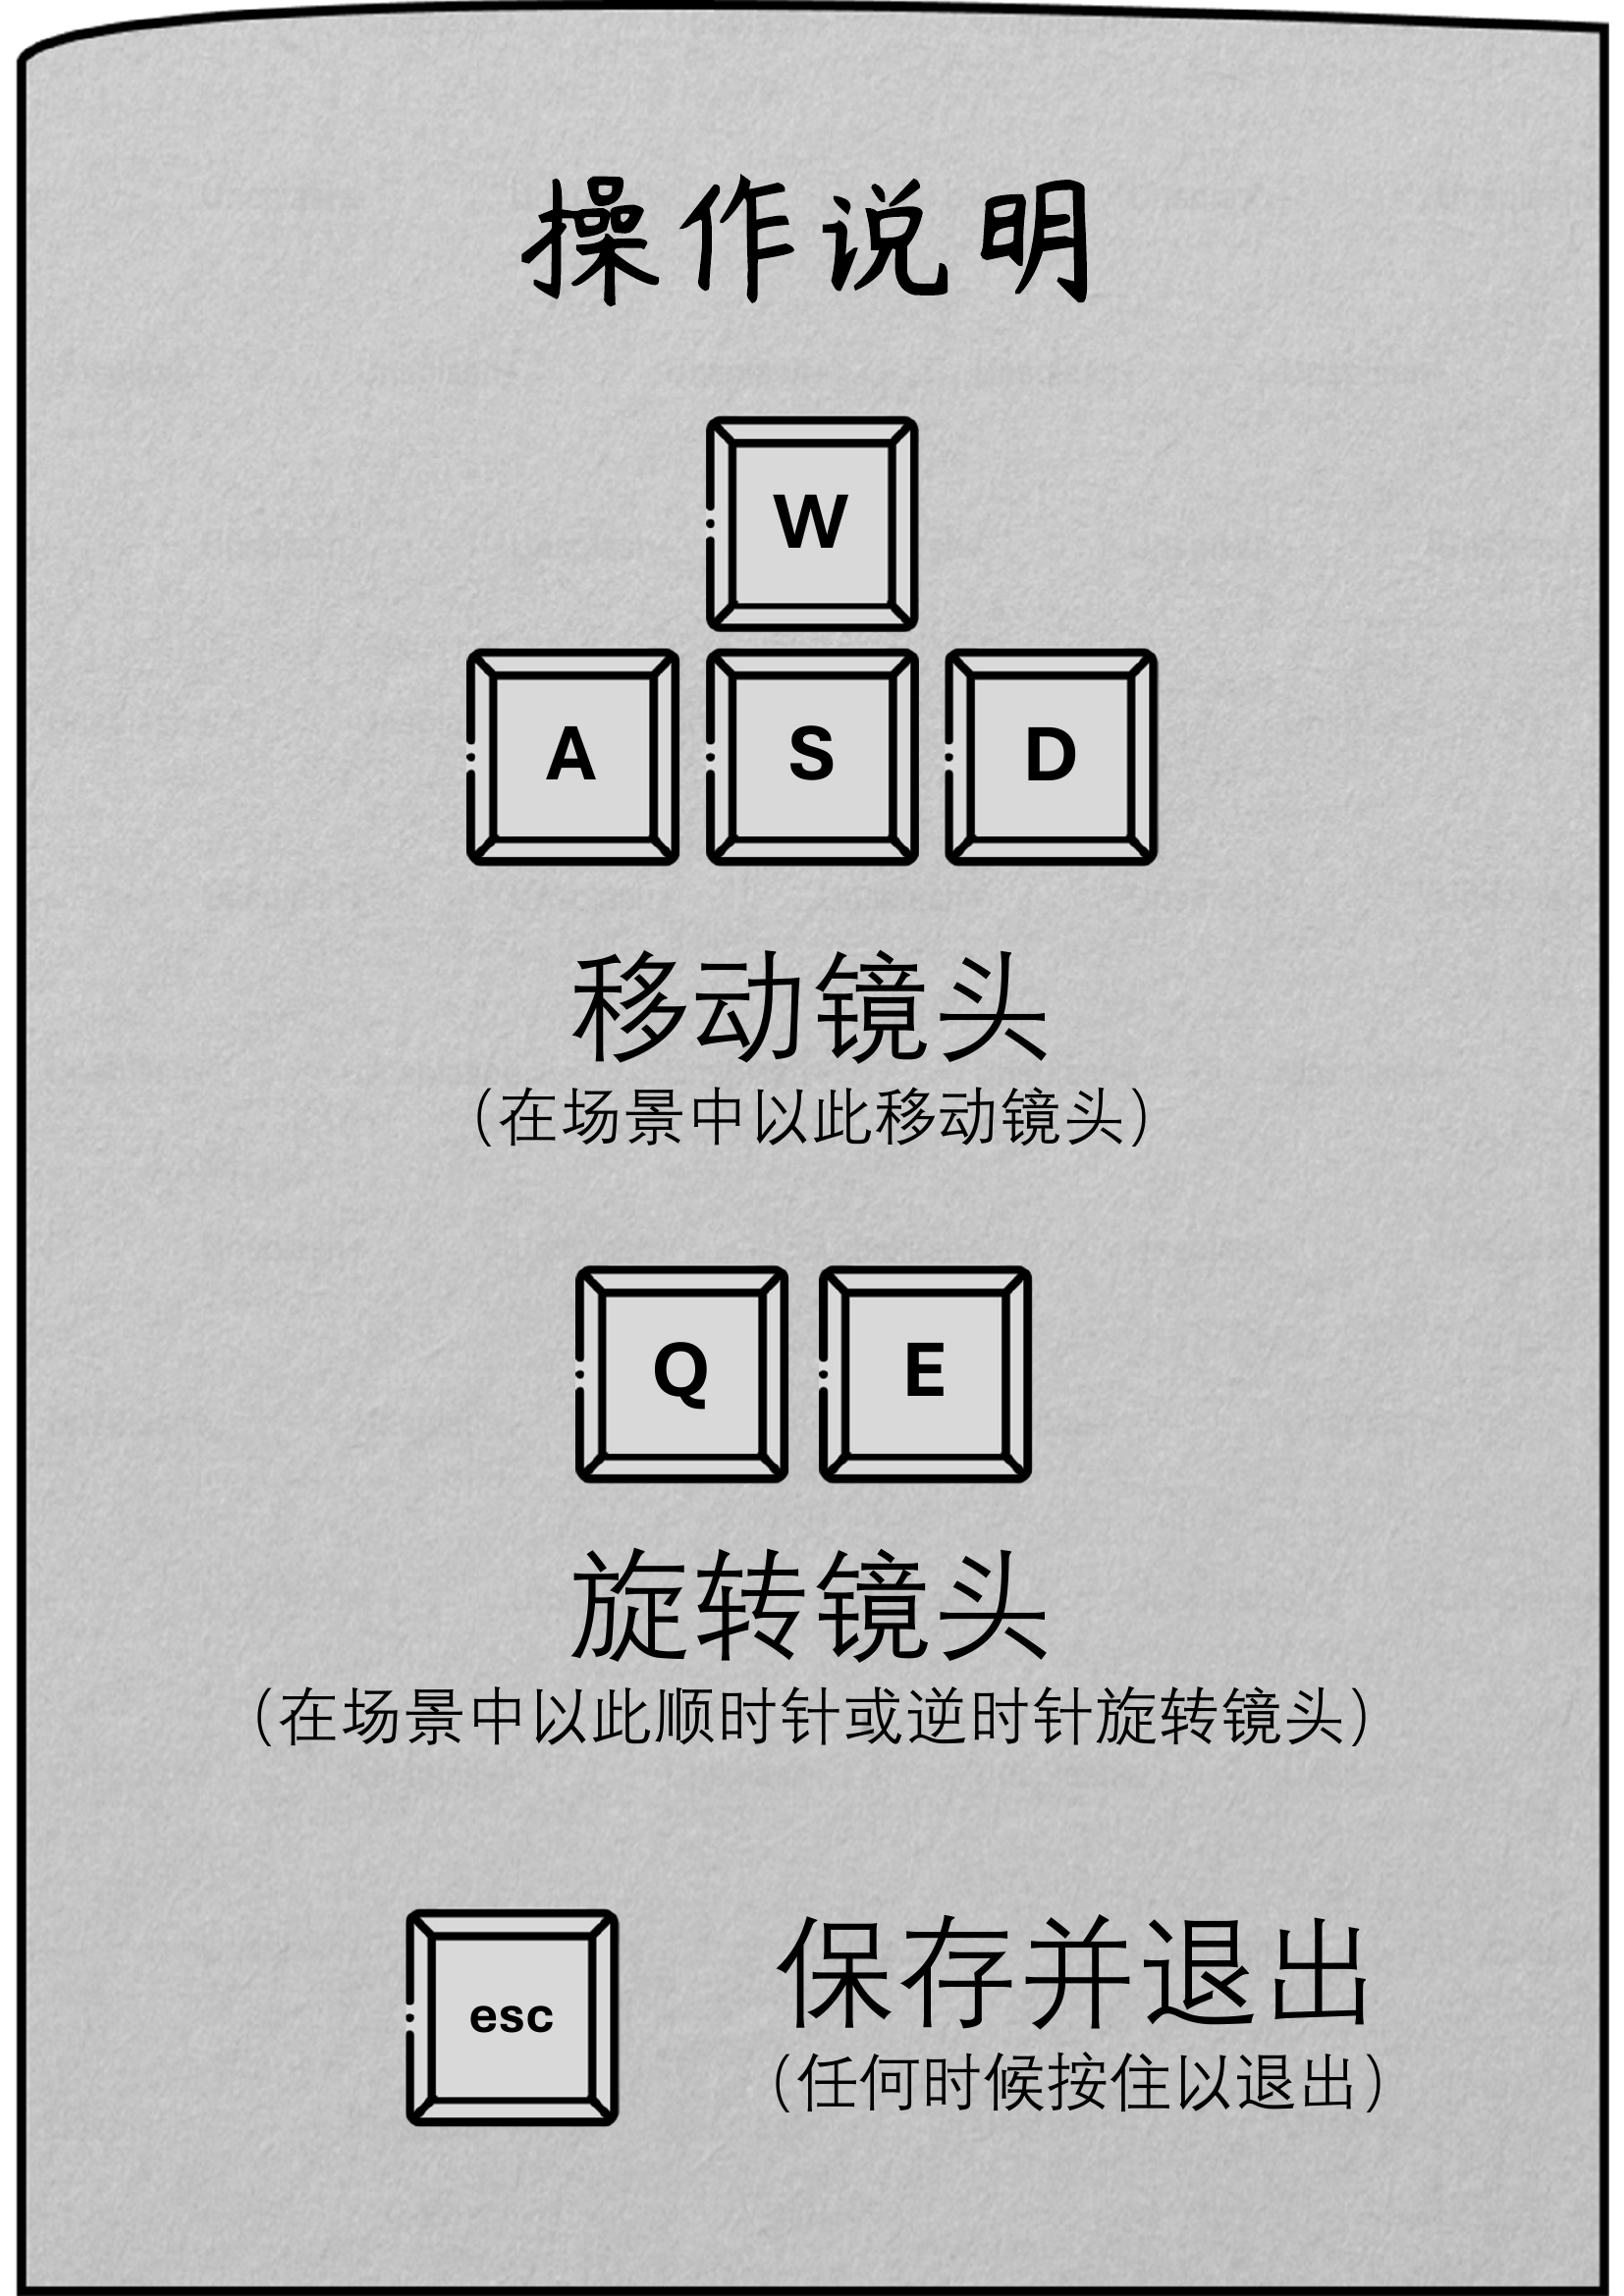 操作说明
W
A S D
移动镜头
（在场景中以此移动镜头）
Q E
旋转镜头
（在场景中以此顺时针或逆时针旋转镜头）
esc
保存并退出
（任何时候按住以退出）